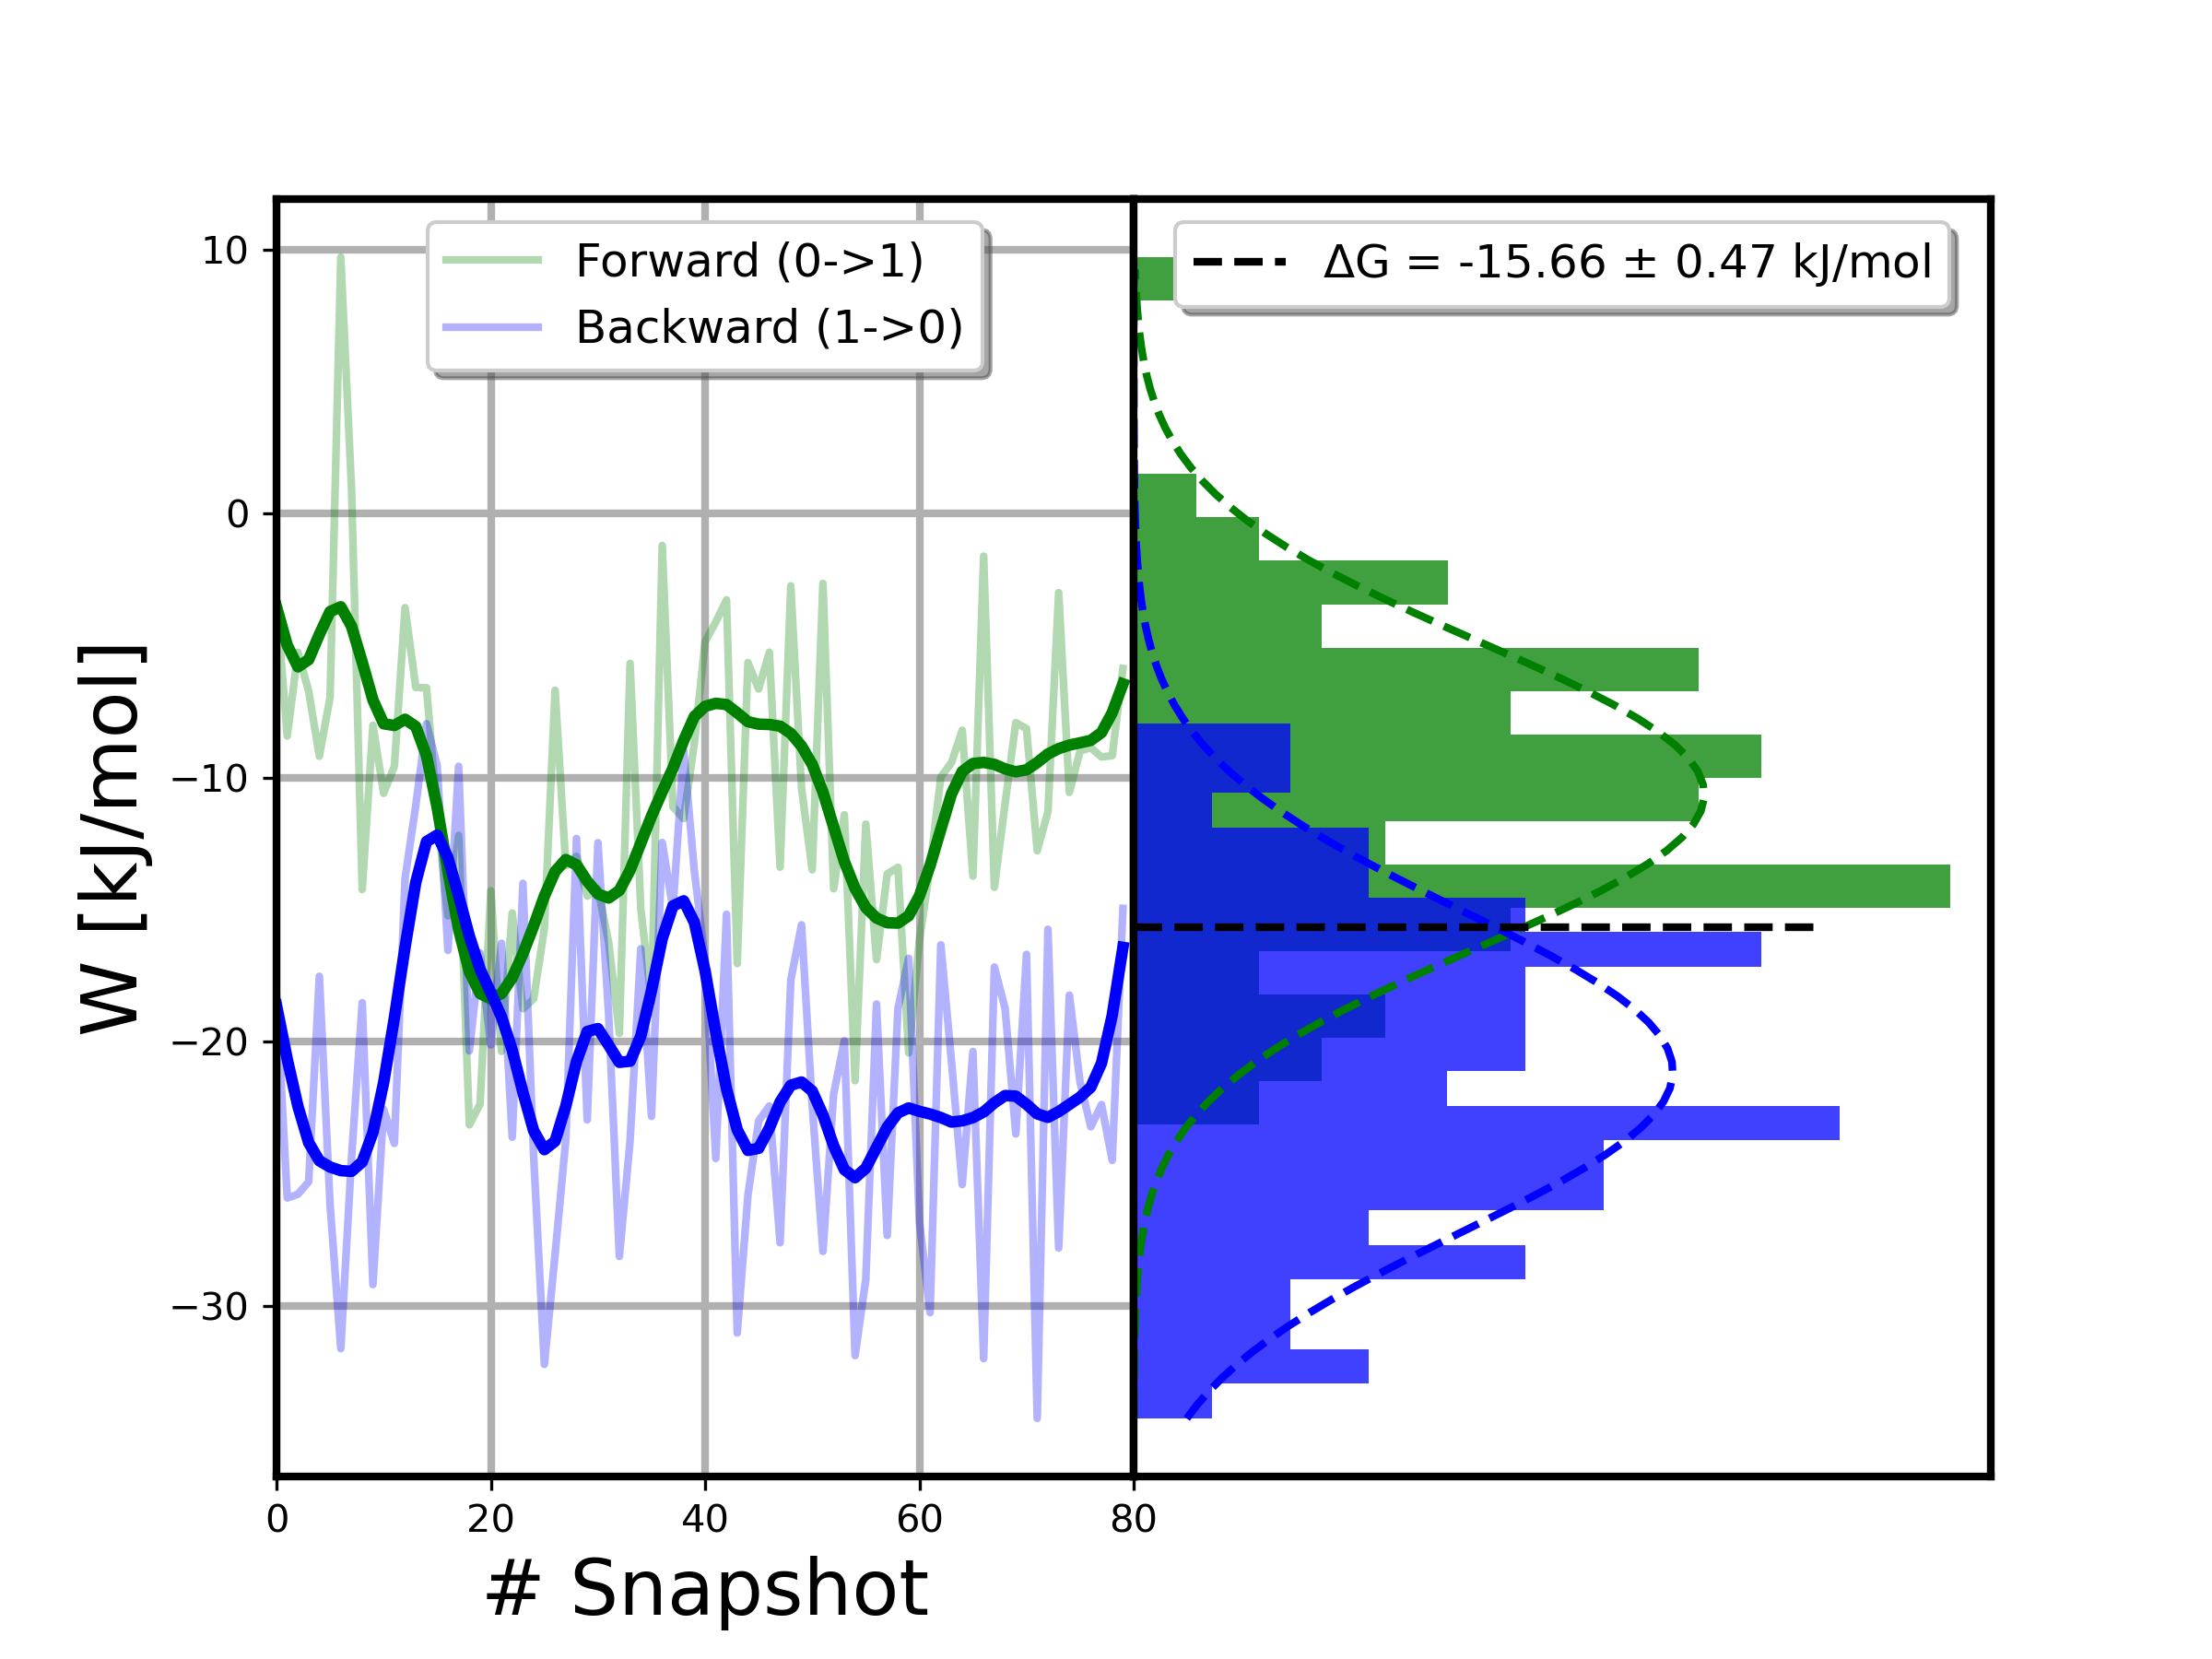 Forward (0->1)
Backward (1->0)
ΔG = -15.66 ± 0.47 kJ/mol
W [kJ/mol]
10
0
−10
−20
−30
0
20
40
60
80
# Snapshot